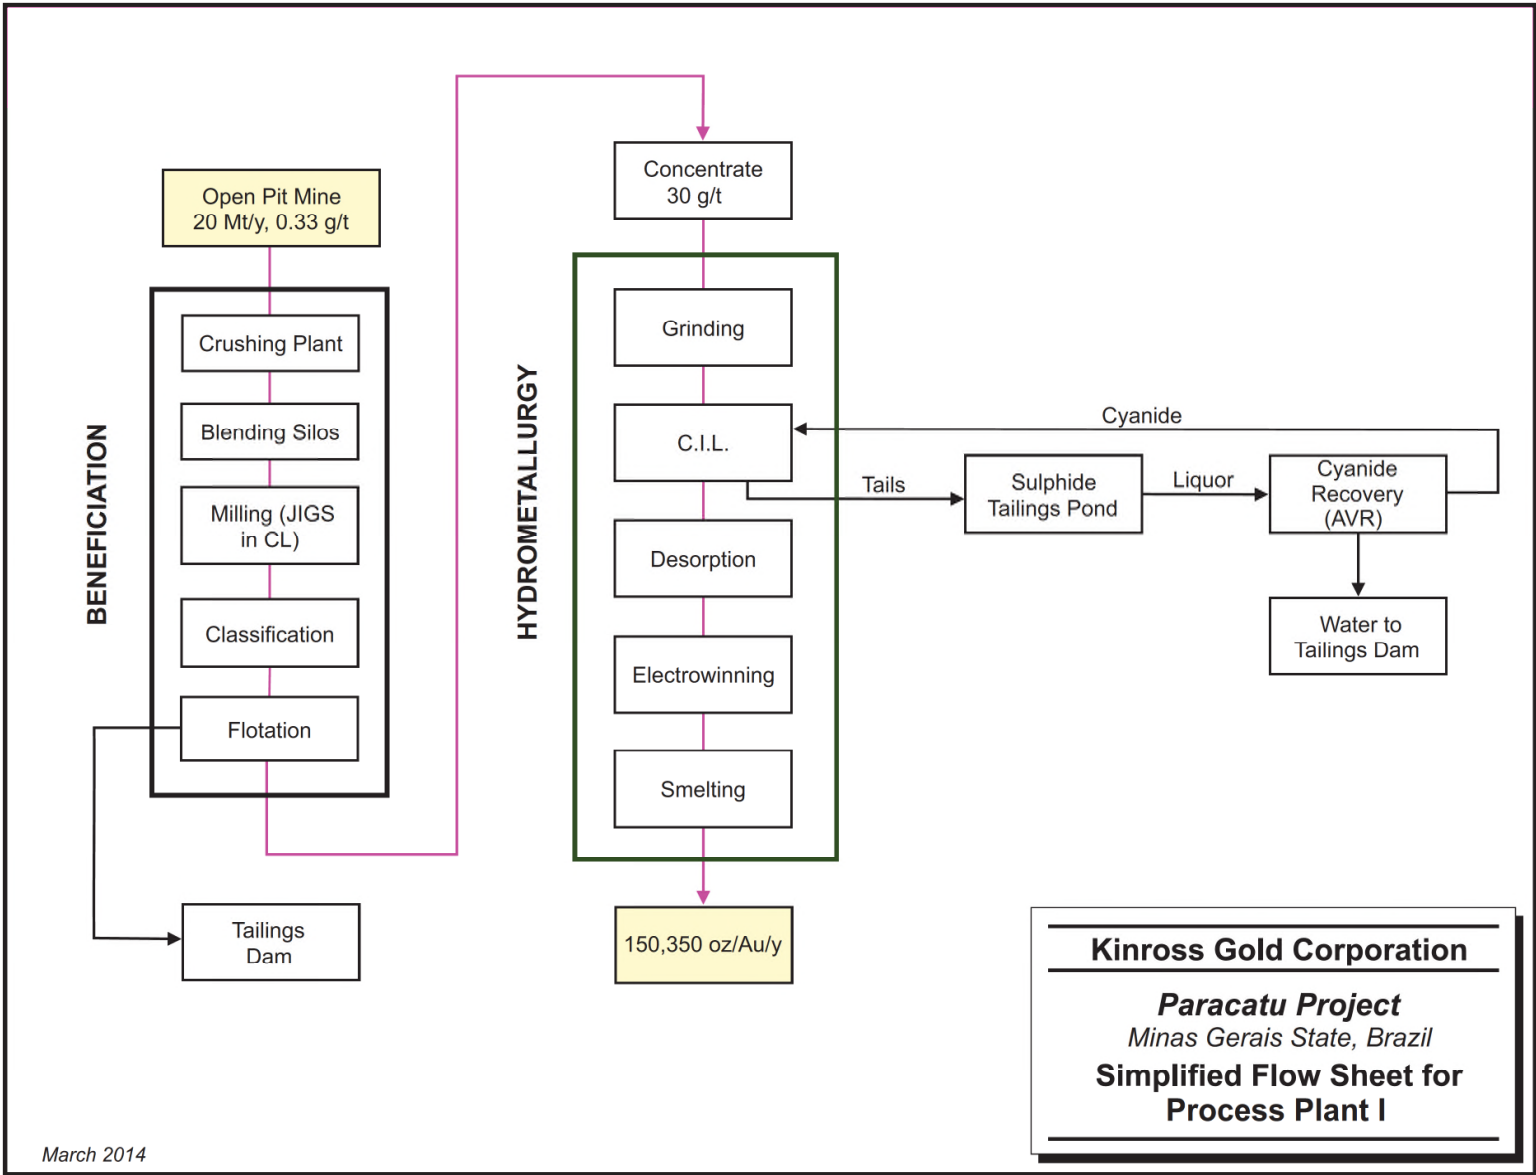 Open Pit Mine
20 Mt/y, 0.33 g/t
BENEFICIATION
Crushing Plant
Blending Silos
Milling (JIGS
in CL)
Classification
Flotation
Tailings
Dam
Concentrate
30 g/t
HYDROMETALLURGY
Grinding
C.I.L.
Desorption
Electrowinning
Smelting
150,350 oz/Au/y
Cyanide
Tails
Sulphide
Tailings Pond
Liquor
Cyanide
Recovery
(AVR)
Water to
Tailings Dam
Kinross Gold Corporation
Paracatu Project
Minas Gerais State, Brazil
Simplified Flow Sheet for
Process Plant I
March 2014